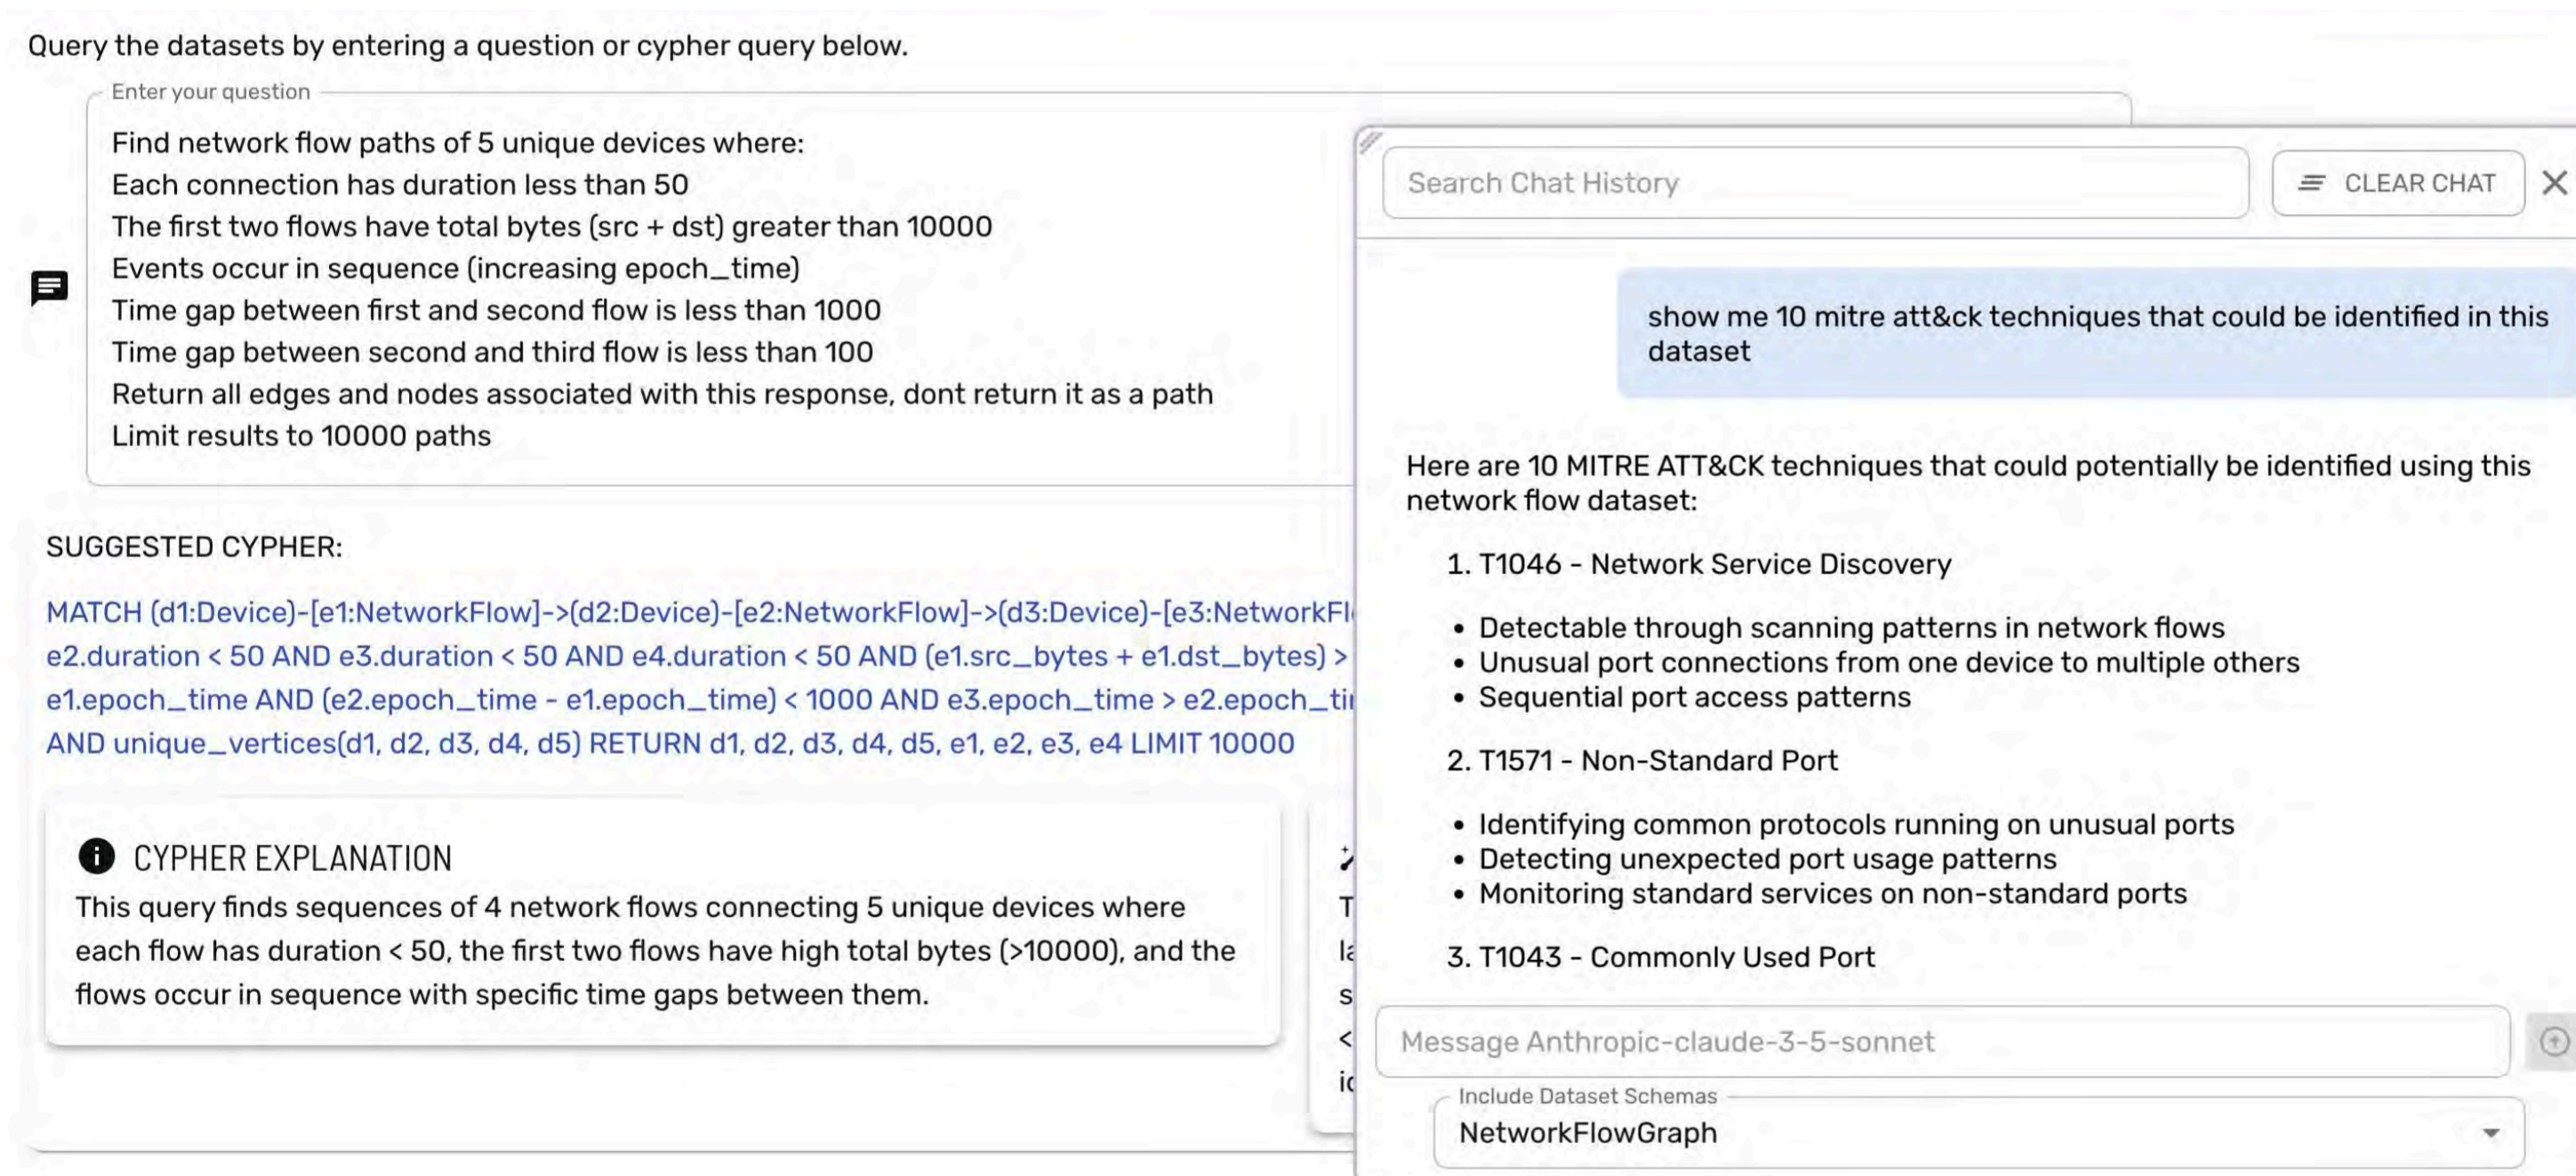 Query the datasets by entering a question or cypher query below.
Enter your question
Find network flow paths of 5 unique devices where:
Each connection has duration less than 50
The first two flows have total bytes (src + dst) greater than 10000
Events occur in sequence (increasing epoch_time)
Time gap between first and second flow is less than 1000
Time gap between second and third flow is less than 100
Return all edges and nodes associated with this response, dont return it as a path
Limit results to 10000 paths
SUGGESTED CYPHER:
MATCH (d1:Device)-[e1:NetworkFlow]->(d2:Device)-[e2:NetworkFlow]->(d3:Device)-[e3:NetworkFl
e2.duration < 50 AND e3.duration < 50 AND e4.duration < 50 AND (e1.src_bytes + e1.dst_bytes) >
e1.epoch_time AND (e2.epoch_time - e1.epoch_time) < 1000 AND e3.epoch_time > e2.epoch_ti
AND unique_vertices(d1, d2, d3, d4, d5) RETURN d1, d2, d3, d4, d5, e1, e2, e3, e4 LIMIT 10000
CYPHER EXPLANATION
This query finds sequences of 4 network flows connecting 5 unique devices where
each flow has duration < 50, the first two flows have high total bytes (>10000), and the
flows occur in sequence with specific time gaps between them.
Search Chat History
CLEAR CHAT
show me 10 mitre att&ck techniques that could be identified in this
dataset
Here are 10 MITRE ATT&CK techniques that could potentially be identified using this
network flow dataset:
1. T1046 - Network Service Discovery
• Detectable through scanning patterns in network flows
• Unusual port connections from one device to multiple others
• Sequential port access patterns
2. T1571 - Non-Standard Port
• Identifying common protocols running on unusual ports
• Detecting unexpected port usage patterns
• Monitoring standard services on non-standard ports
3. T1043 - Commonly Used Port
Message Anthropic-claude-3-5-sonnet
Include Dataset Schemas
NetworkFlowGraph